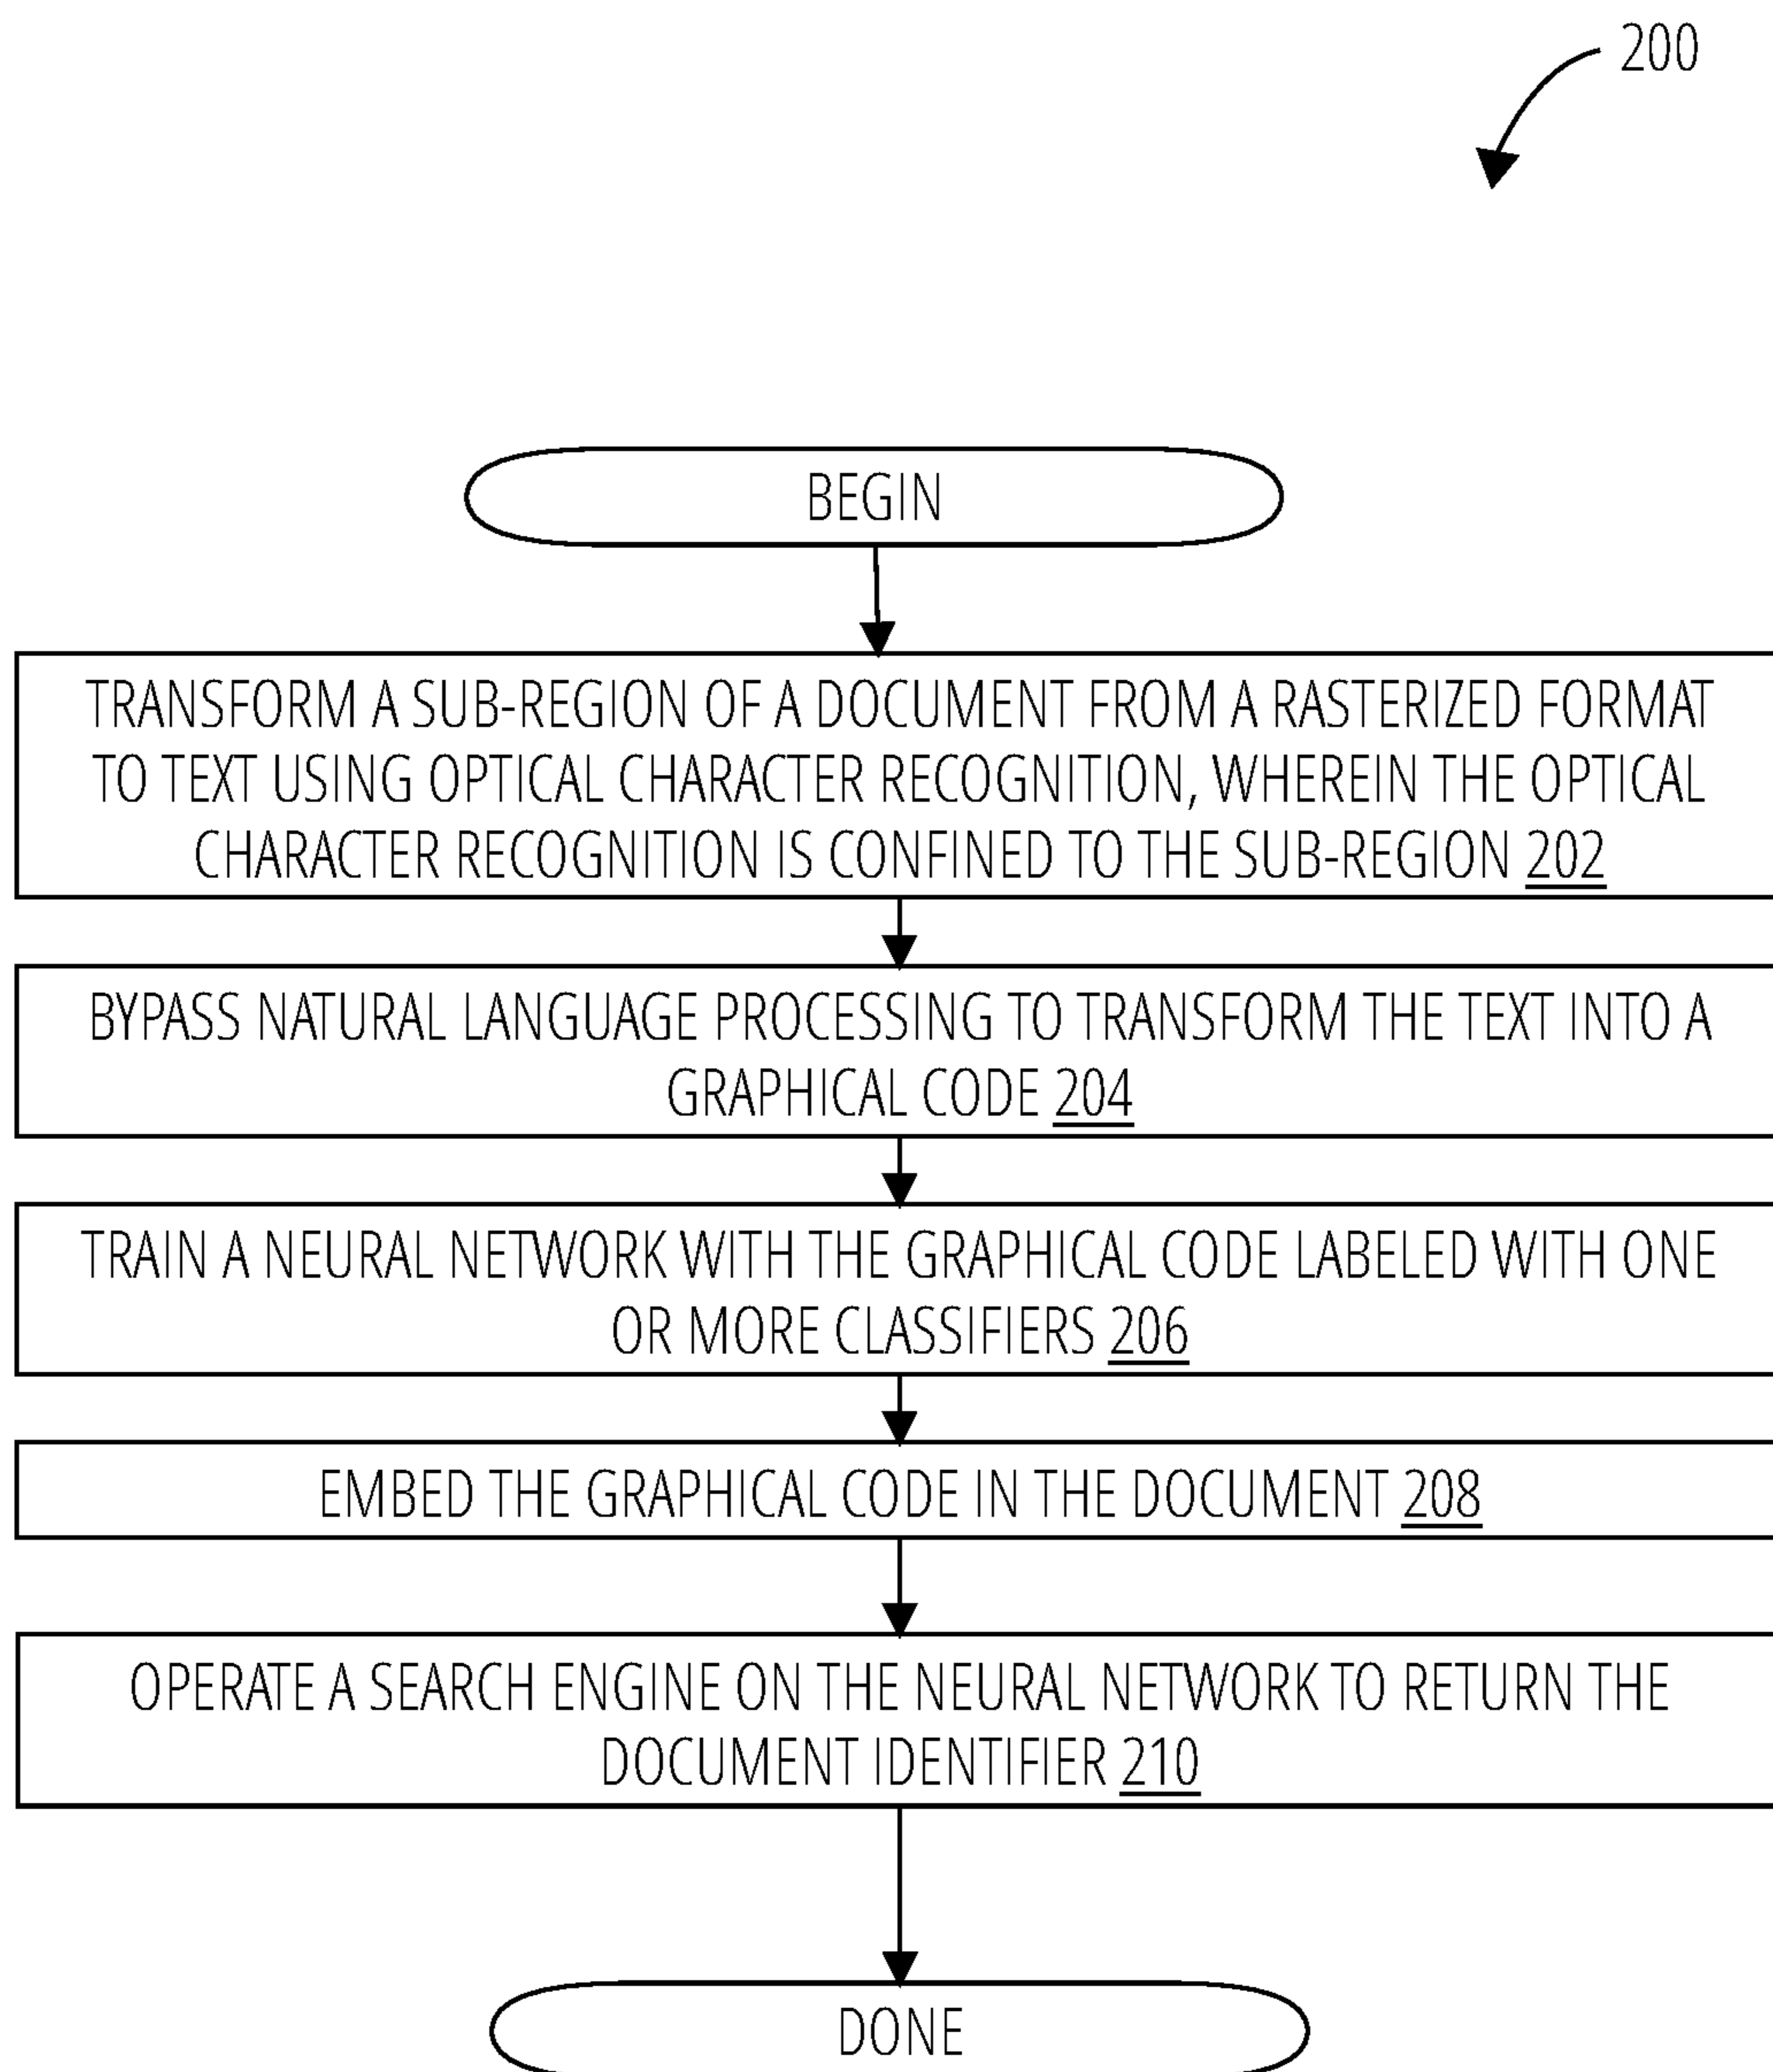 200
BEGIN
TRANSFORM A SUB-REGION OF A DOCUMENT FROM A RASTERIZED FORMAT
TO TEXT USING OPTICAL CHARACTER RECOGNITION, WHEREIN THE OPTICAL
CHARACTER RECOGNITION IS CONFINED TO THE SUB-REGION 202
BYPASS NATURAL LANGUAGE PROCESSING TO TRANSFORM THE TEXT INTO A
GRAPHICAL CODE 204
TRAIN A NEURAL NETWORK WITH THE GRAPHICAL CODE LABELED WITH ONE
OR MORE CLASSIFIERS 206
EMBED THE GRAPHICAL CODE IN THE DOCUMENT 208
OPERATE A SEARCH ENGINE ON THE NEURAL NETWORK TO RETURN THE
DOCUMENT IDENTIFIER 210
DONE